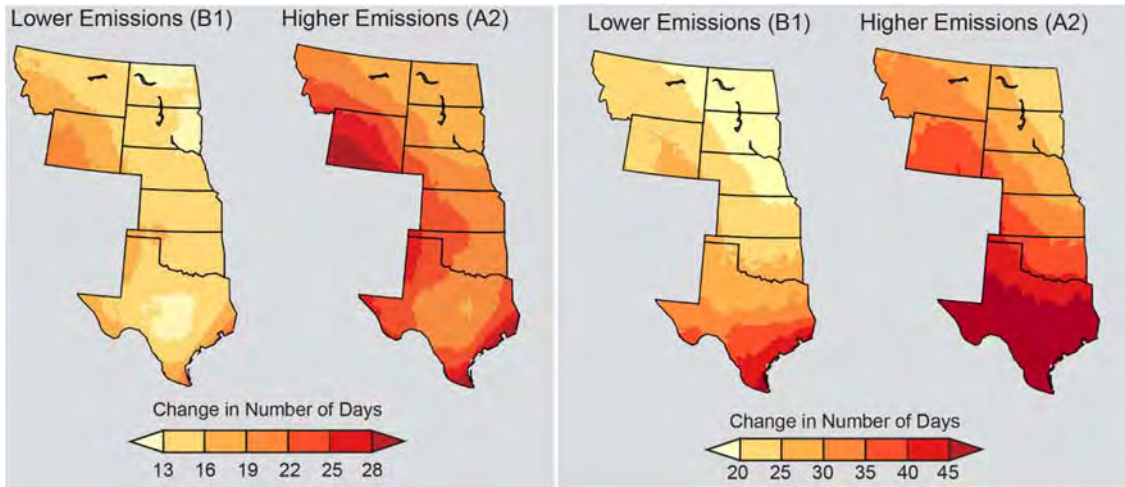 Lower Emissions (B1) Higher Emissions (A2)
Change in Number of Days
13 16 19 22 25 28
Lower Emissions (B1) Higher Emissions (A2)
Change in Number of Days
20 25 30 35 40 45